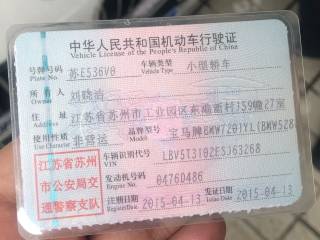 中华人民共和国机动车行驶证
Vehicle License of the People's Republic of China
号牌号码 苏E536V0 车辆类型 小型轿车
Plate No. Vehicle Type
所有人 刘晓洁
Owner
住址 江苏省苏州市工业园区东 村159幢27室
Address
使用性质 非营运 品牌型号 宝马牌BMW7201YL(BMW528
Use Character Model
江苏省苏州市公安局交通警察支队
车辆识别代号 LBV5T3102ESJ63268
VIN
发动机号码 0476D486
Engine No.
注册日期 2015-04-13 发证日期 2015-04-13
Register Date Issue Date